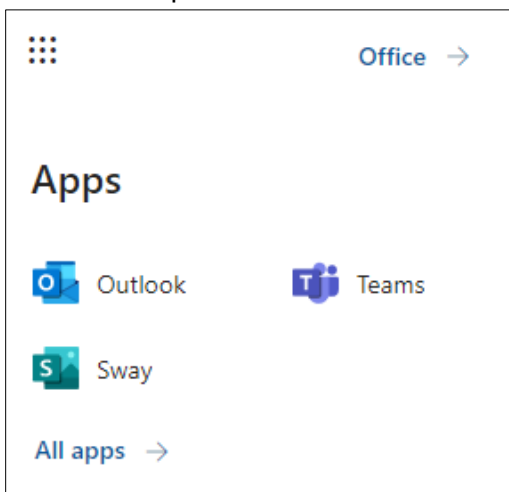 Office →
Apps
Outlook
Teams
Sway
All apps →